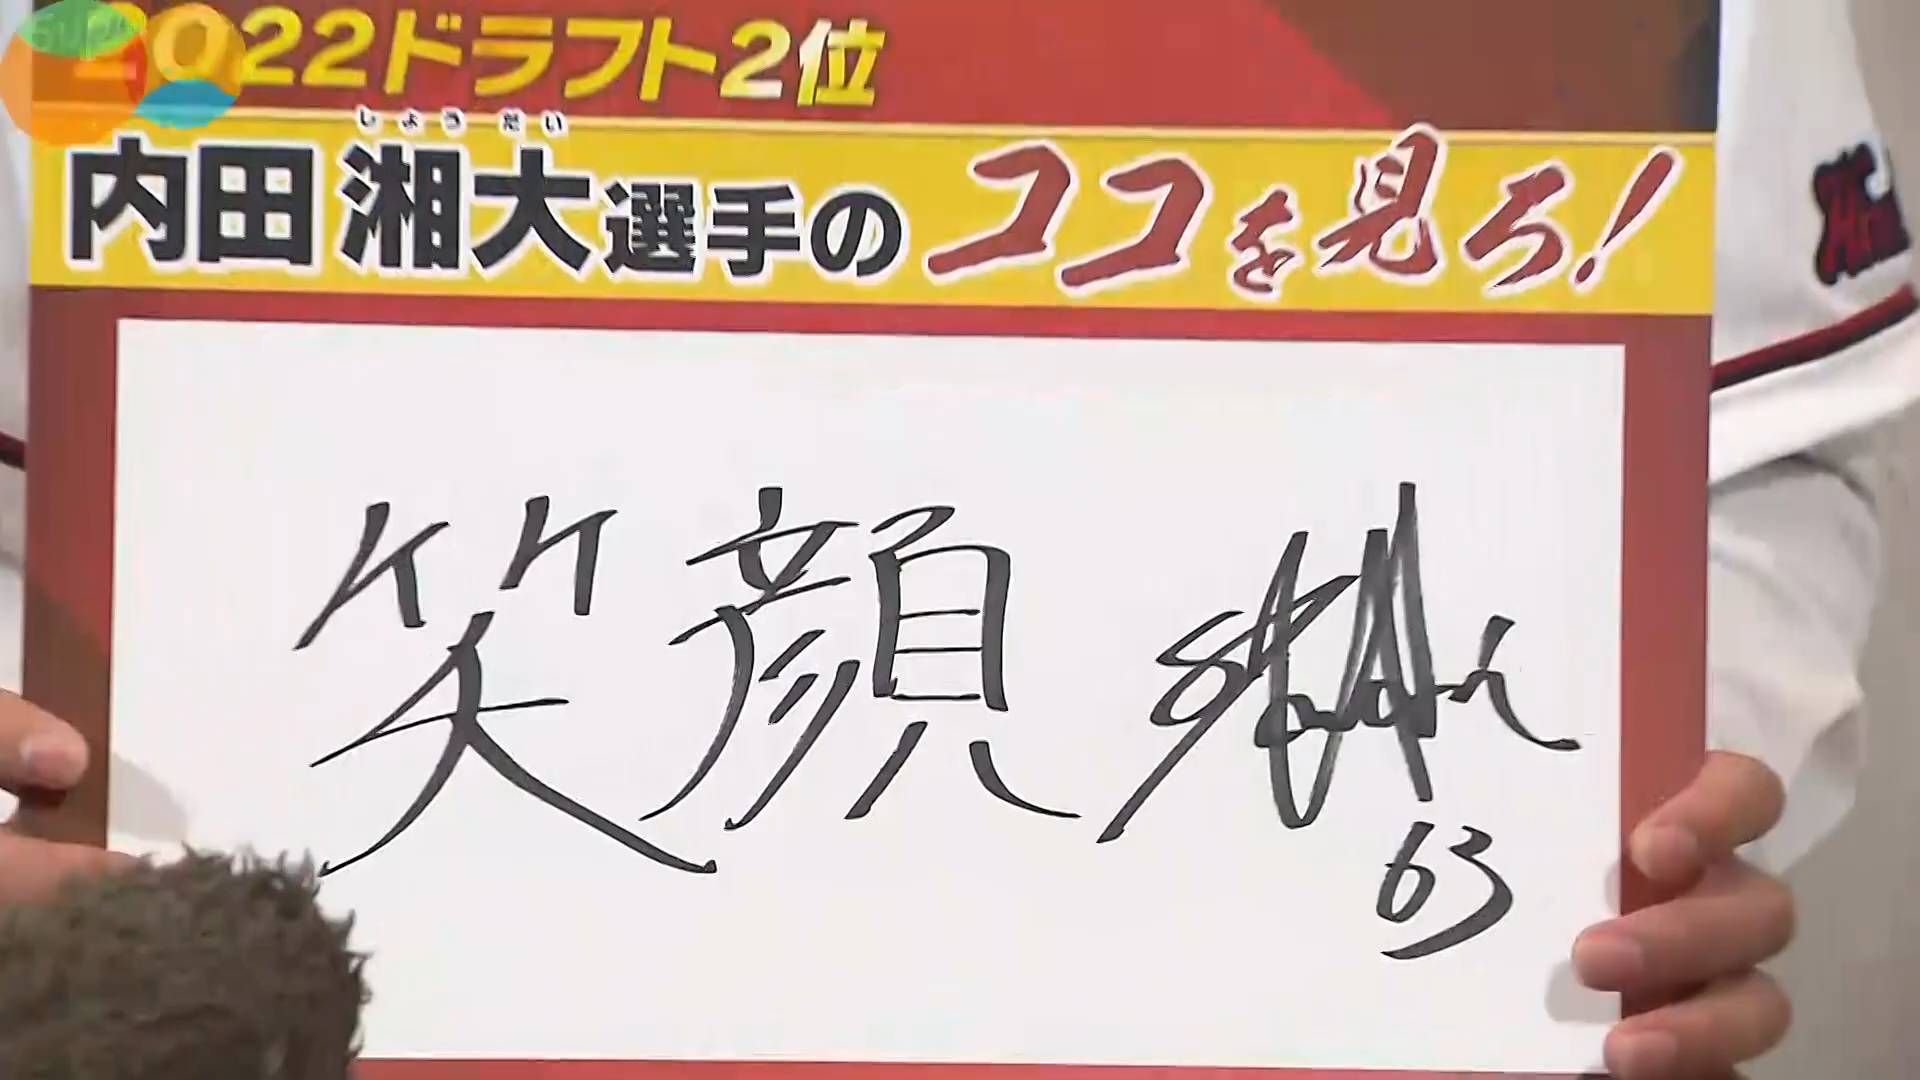 2022ドラフト2位
しょう だい
内田 湘大選手のココを見ろ!
笑顔
63